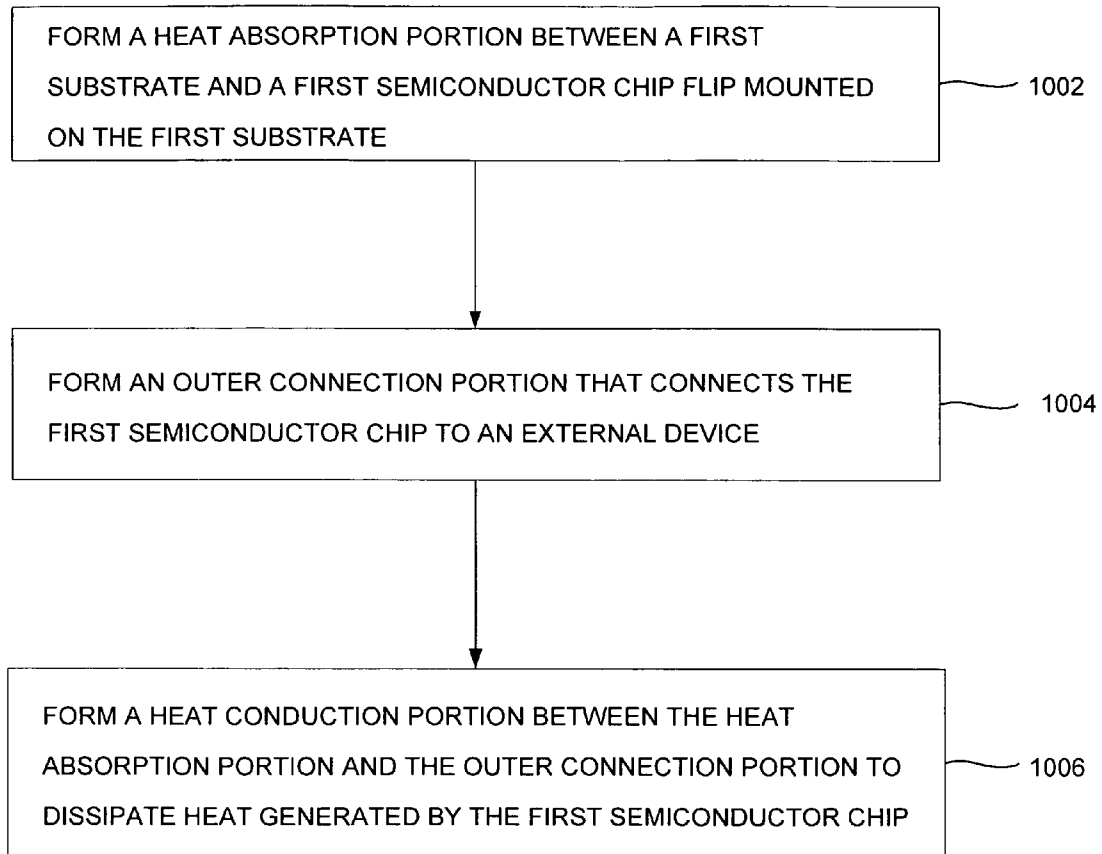 FORM A HEAT ABSORPTION PORTION BETWEEN A FIRST
SUBSTRATE AND A FIRST SEMICONDUCTOR CHIP FLIP MOUNTED
ON THE FIRST SUBSTRATE
1002
FORM AN OUTER CONNECTION PORTION THAT CONNECTS THE
FIRST SEMICONDUCTOR CHIP TO AN EXTERNAL DEVICE
1004
FORM A HEAT CONDUCTION PORTION BETWEEN THE HEAT
ABSORPTION PORTION AND THE OUTER CONNECTION PORTION TO
DISSIPATE HEAT GENERATED BY THE FIRST SEMICONDUCTOR CHIP
1006